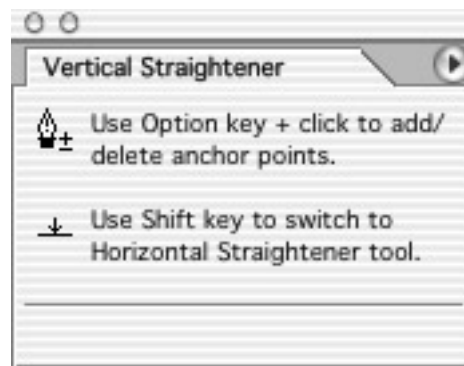 Vertical Straightener
Use Option key + click to add/
delete anchor points.
Use Shift key to switch to
Horizontal Straightener tool.